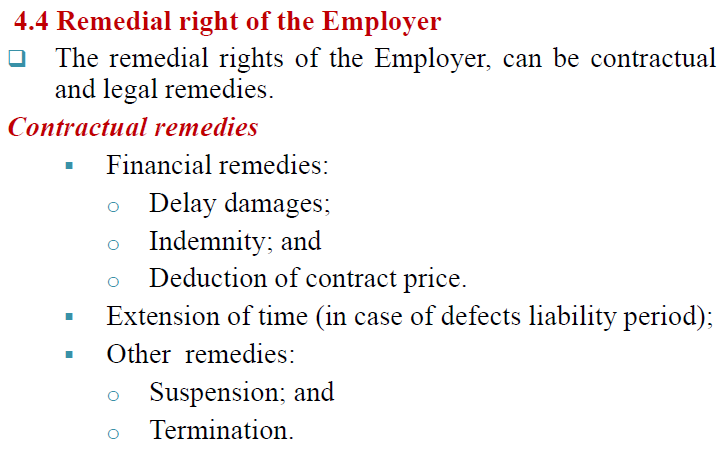 4.4 Remedial right of the Employer
The remedial rights of the Employer, can be contractual
and legal remedies.
Contractual remedies
Financial remedies:
Delay damages;
Indemnity; and
Deduction of contract price.
Extension of time (in case of defects liability period);
Other remedies:
Suspension; and
Termination.